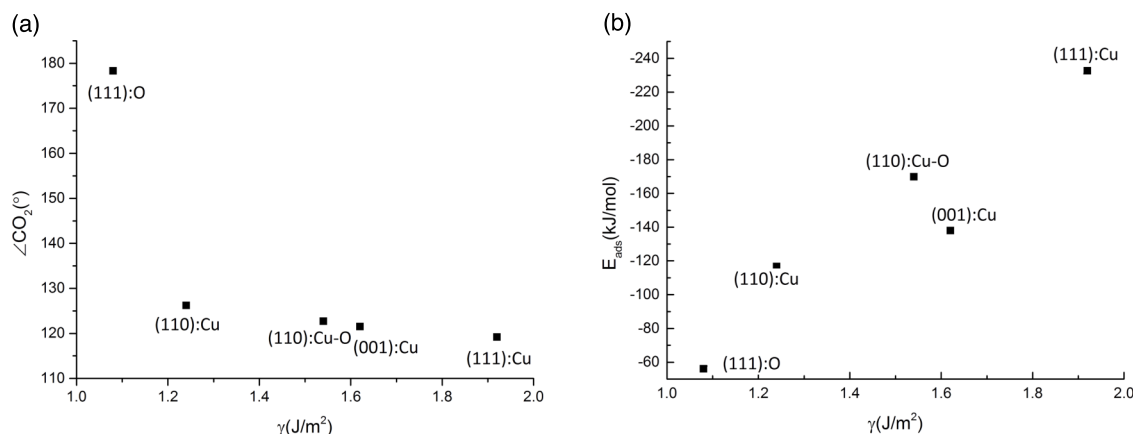 (a)
180
170
160
150
140
130
120
110
∠CO₂(°)
(111):O
(110):Cu
(110):Cu-O
(001):Cu
(111):Cu
1.0 1.2 1.4 1.6 1.8 2.0
γ(J/m²)
(b)
-240
-220
-200
-180
-160
-140
-120
-100
-80
-60
E_ads(kJ/mol)
(111):Cu
(110):Cu-O
(001):Cu
(110):Cu
(111):O
1.0 1.2 1.4 1.6 1.8 2.0
γ(J/m²)